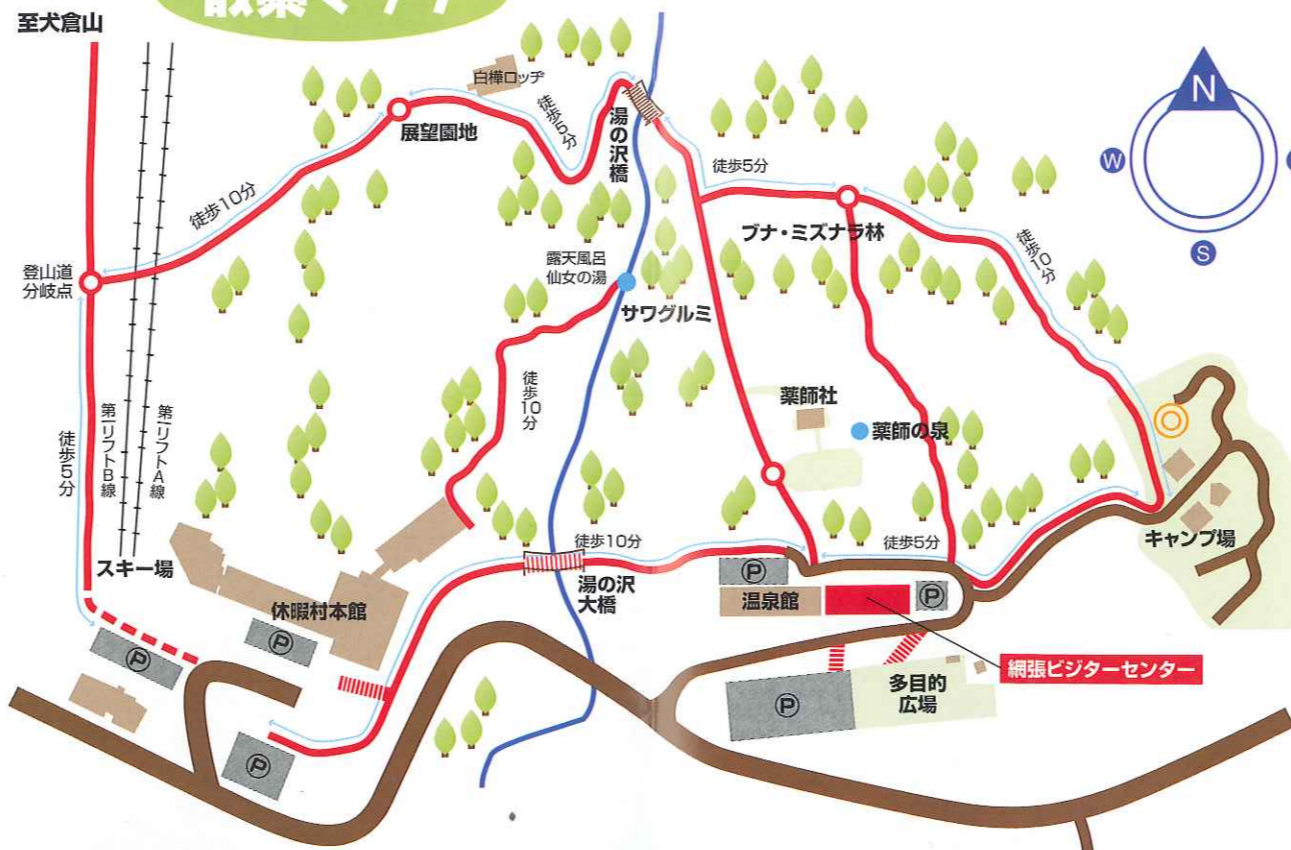 散策マップ
至犬倉山
白樺ロッヂ
展望園地
徒歩5分
湯の沢橋
N
W
S
徒歩10分
徒歩5分
ブナ・ミズナラ林
徒歩10分
登山道
分岐点
露天風呂
仙女の湯
サワグルミ
徒歩10分
薬師社
薬師の泉
徒歩5分
第一リフトB線
第一リフトA線
スキー場
徒歩10分
徒歩5分
キャンプ場
湯の沢
大橋
P
温泉館
P
休暇村本館
P
P
網張ビジターセンター
多目的
広場
P
P